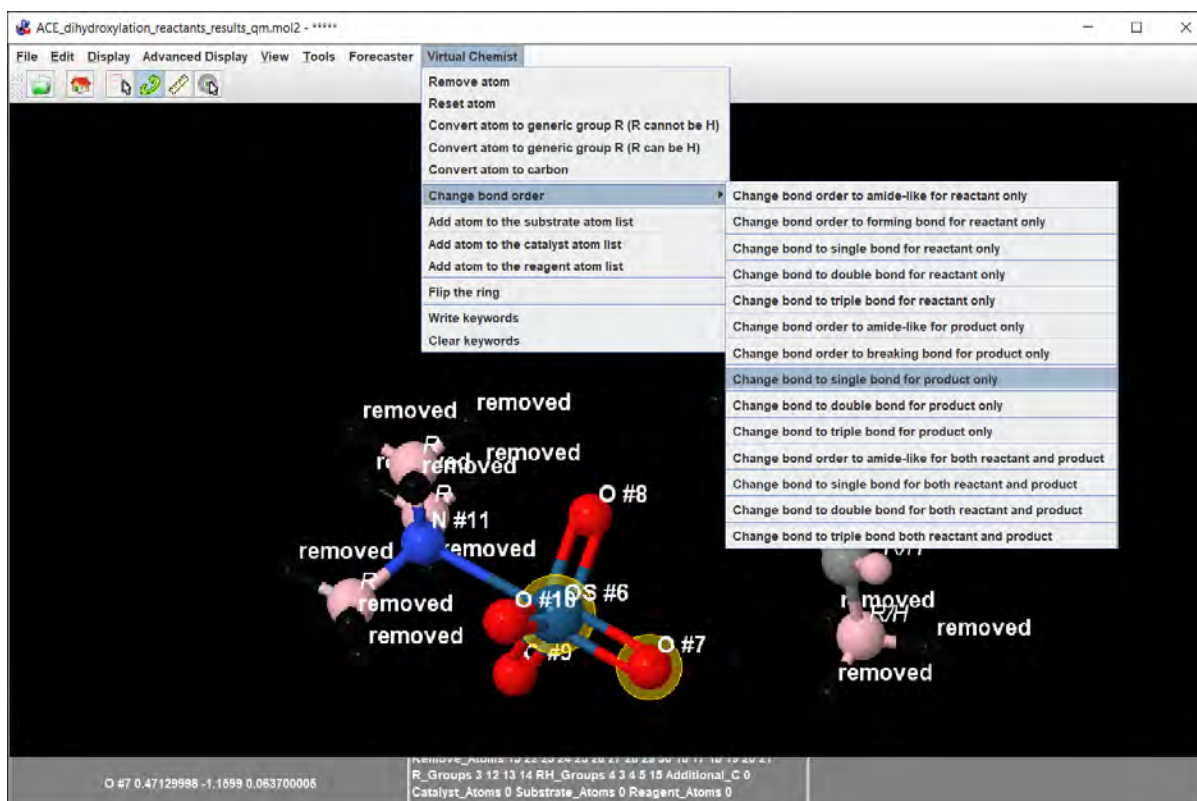 ACE_dihydroxylation_reactants_results_qm.mol2 - *****
File Edit Display Advanced Display View Tools Forecaster Virtual Chemist
Remove atom
Reset atom
Convert atom to generic group R (R cannot be H)
Convert atom to generic group R (R can be H)
Convert atom to carbon
Change bond order
Add atom to the substrate atom list
Add atom to the catalyst atom list
Add atom to the reagent atom list
Flip the ring
Write keywords
Clear keywords
Change bond order to amide-like for reactant only
Change bond order to forming bond for reactant only
Change bond to single bond for reactant only
Change bond to double bond for reactant only
Change bond to triple bond for reactant only
Change bond order to amide-like for product only
Change bond order to breaking bond for product only
Change bond to single bond for product only
Change bond to double bond for product only
Change bond to triple bond for product only
Change bond order to amide-like for both reactant and product
Change bond to single bond for both reactant and product
Change bond to double bond for both reactant and product
Change bond to triple bond both reactant and product
removed removed
R
removed removed
R
O #8
N #11
removed removed
R
removed
removed
O #10 OS #6
#9
O #7
R/H
removed
R/H
removed
removed
O #7 0.47129998 -1.1699 0.063700005
R_Groups 3 12 13 14 RH_Groups 4 3 4 5 15 Additional_C 0
Catalyst_Atoms 0 Substrate_Atoms 0 Reagent_Atoms 0